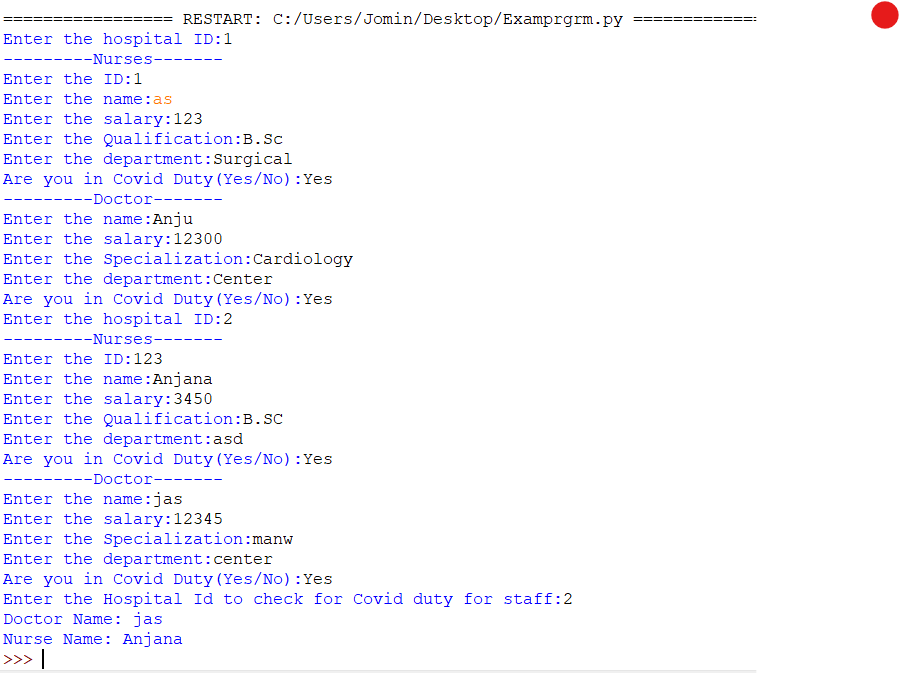 ================= RESTART: C:/Users/Jomin/Desktop/Examprgrm.py =============
Enter the hospital ID:1
---------Nurses-------
Enter the ID:1
Enter the name:as
Enter the salary:123
Enter the Qualification:B.Sc
Enter the department:Surgical
Are you in Covid Duty(Yes/No):Yes
---------Doctor-------
Enter the name:Anju
Enter the salary:12300
Enter the Specialization:Cardiology
Enter the department:Center
Are you in Covid Duty(Yes/No):Yes
Enter the hospital ID:2
---------Nurses-------
Enter the ID:123
Enter the name:Anjana
Enter the salary:3450
Enter the Qualification:B.SC
Enter the department:asd
Are you in Covid Duty(Yes/No):Yes
---------Doctor-------
Enter the name:jas
Enter the salary:12345
Enter the Specialization:manw
Enter the department:center
Are you in Covid Duty(Yes/No):Yes
Enter the Hospital Id to check for Covid duty for staff:2
Doctor Name: jas
Nurse Name: Anjana
>>>